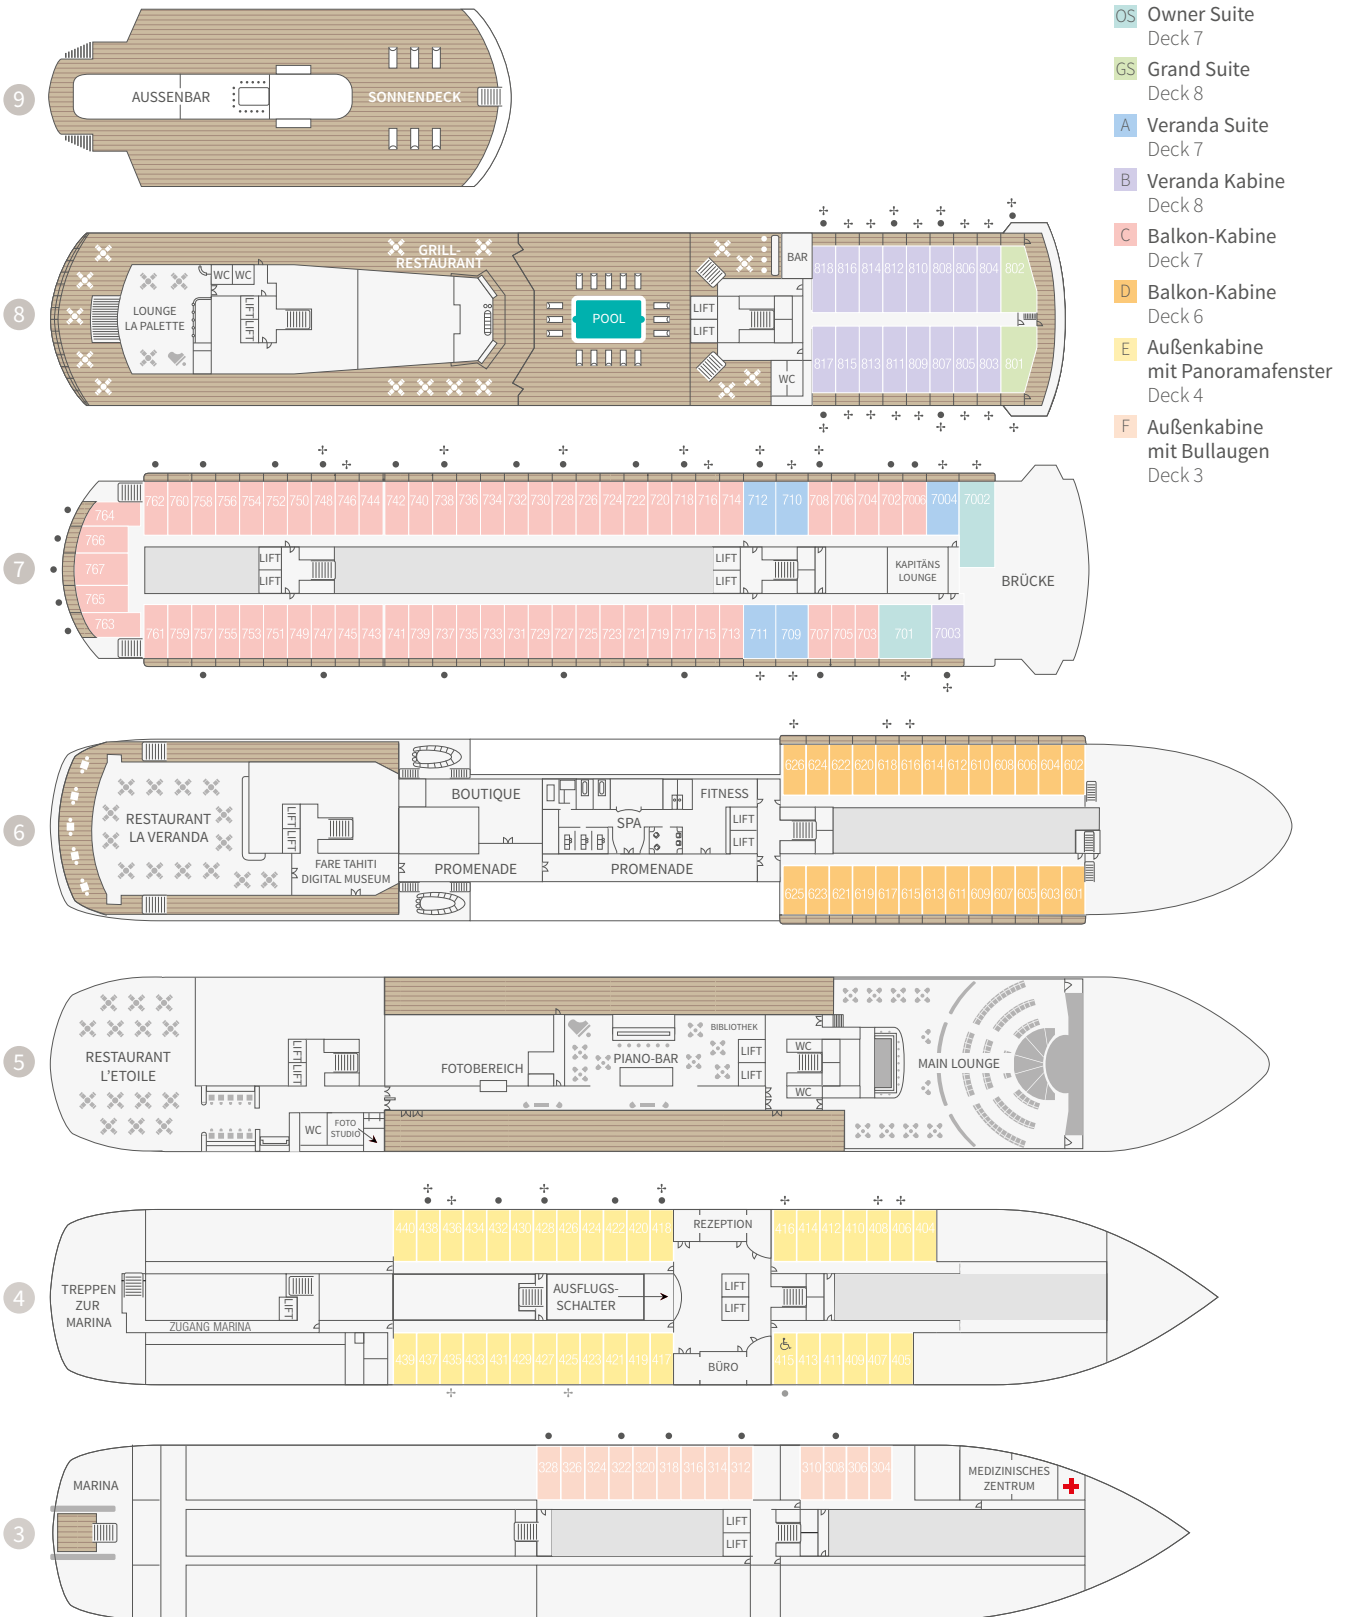 OS Owner Suite
Deck 7
GS Grand Suite
Deck 8
A Veranda Suite
Deck 7
B Veranda Kabine
Deck 8
C Balkon-Kabine
Deck 7
D Balkon-Kabine
Deck 6
E Außenkabine
mit Panoramafenster
Deck 4
F Außenkabine
mit Bullaugen
Deck 3
9
AUSSENBAR
SONNENDECK
8
GRILL-
RESTAURANT
WC WC
LOUNGE
LA PALETTE
LIFT LIFT
POOL
LIFT
LIFT
BAR
WC
818 816 814 812 810 808 806 804 802
817 815 813 811 809 807 805 803 801
7
764
766
767
765
763
762 760 758 756 754 752 750 748 746 744 742 740 738 736 734 732 730 728 726 724 722 720 718 716 714 712 710 708 706 704 702 7006 7004 7002
LIFT
LIFT
LIFT
LIFT
KAPITÄNS
LOUNGE
BRÜCKE
761 759 757 755 753 751 749 747 745 743 741 739 737 735 733 731 729 727 725 723 721 719 717 715 713 711 709 707 705 703 701 7003
6
RESTAURANT
LA VERANDA
LIFT LIFT
FARE TAHITI
DIGITAL MUSEUM
BOUTIQUE
PROMENADE
SPA
FITNESS
LIFT
LIFT
PROMENADE
626 624 622 620 618 616 614 612 610 608 606 604 602
625 623 621 619 617 615 613 611 609 607 605 603 601
5
RESTAURANT
L'ETOILE
LIFT LIFT
WC
FOTO
STUDIO
FOTOBEREICH
PIANO-BAR
BIBLIOTHEK
LIFT
LIFT
WC
WC
MAIN LOUNGE
4
TREPPEN
ZUR
MARINA
ZUGANG MARINA
LIFT
440 438 436 434 432 430 428 426 424 422 420 418
AUSFLUGS-
SCHALTER
439 437 435 433 431 429 427 425 423 421 419 417
REZEPTION
LIFT
LIFT
BÜRO
416 414 412 410 408 406 404
415 413 411 409 407 405
3
MARINA
328 326 324 322 320 318 316 314 312
310 308 306 304
LIFT
LIFT
MEDIZINISCHES
ZENTRUM